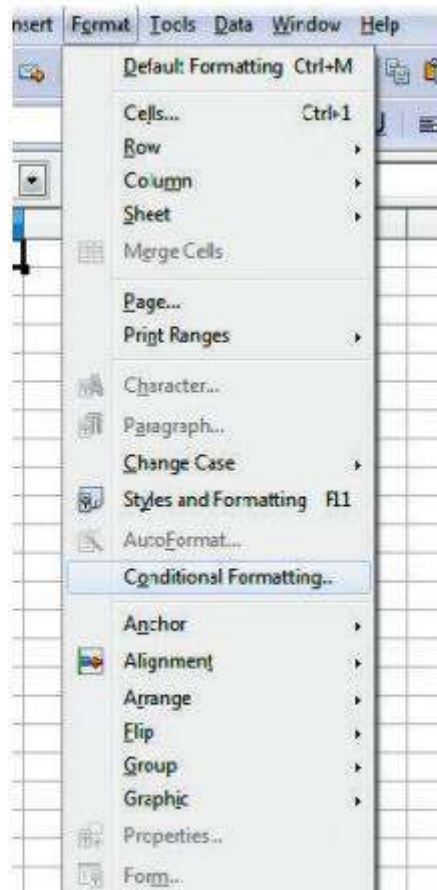 nsert Format Tools Data Window Help
Default Formatting Ctrl+M
Cells... Ctrl+1
Row
Column
Sheet
Merge Cells
Page...
Print Ranges
Character...
Paragraph...
Change Case
Styles and Formatting F11
AutoFormat...
Conditional Formatting..
Anchor
Alignment
Arrange
Flip
Group
Graphic
Properties...
Form...